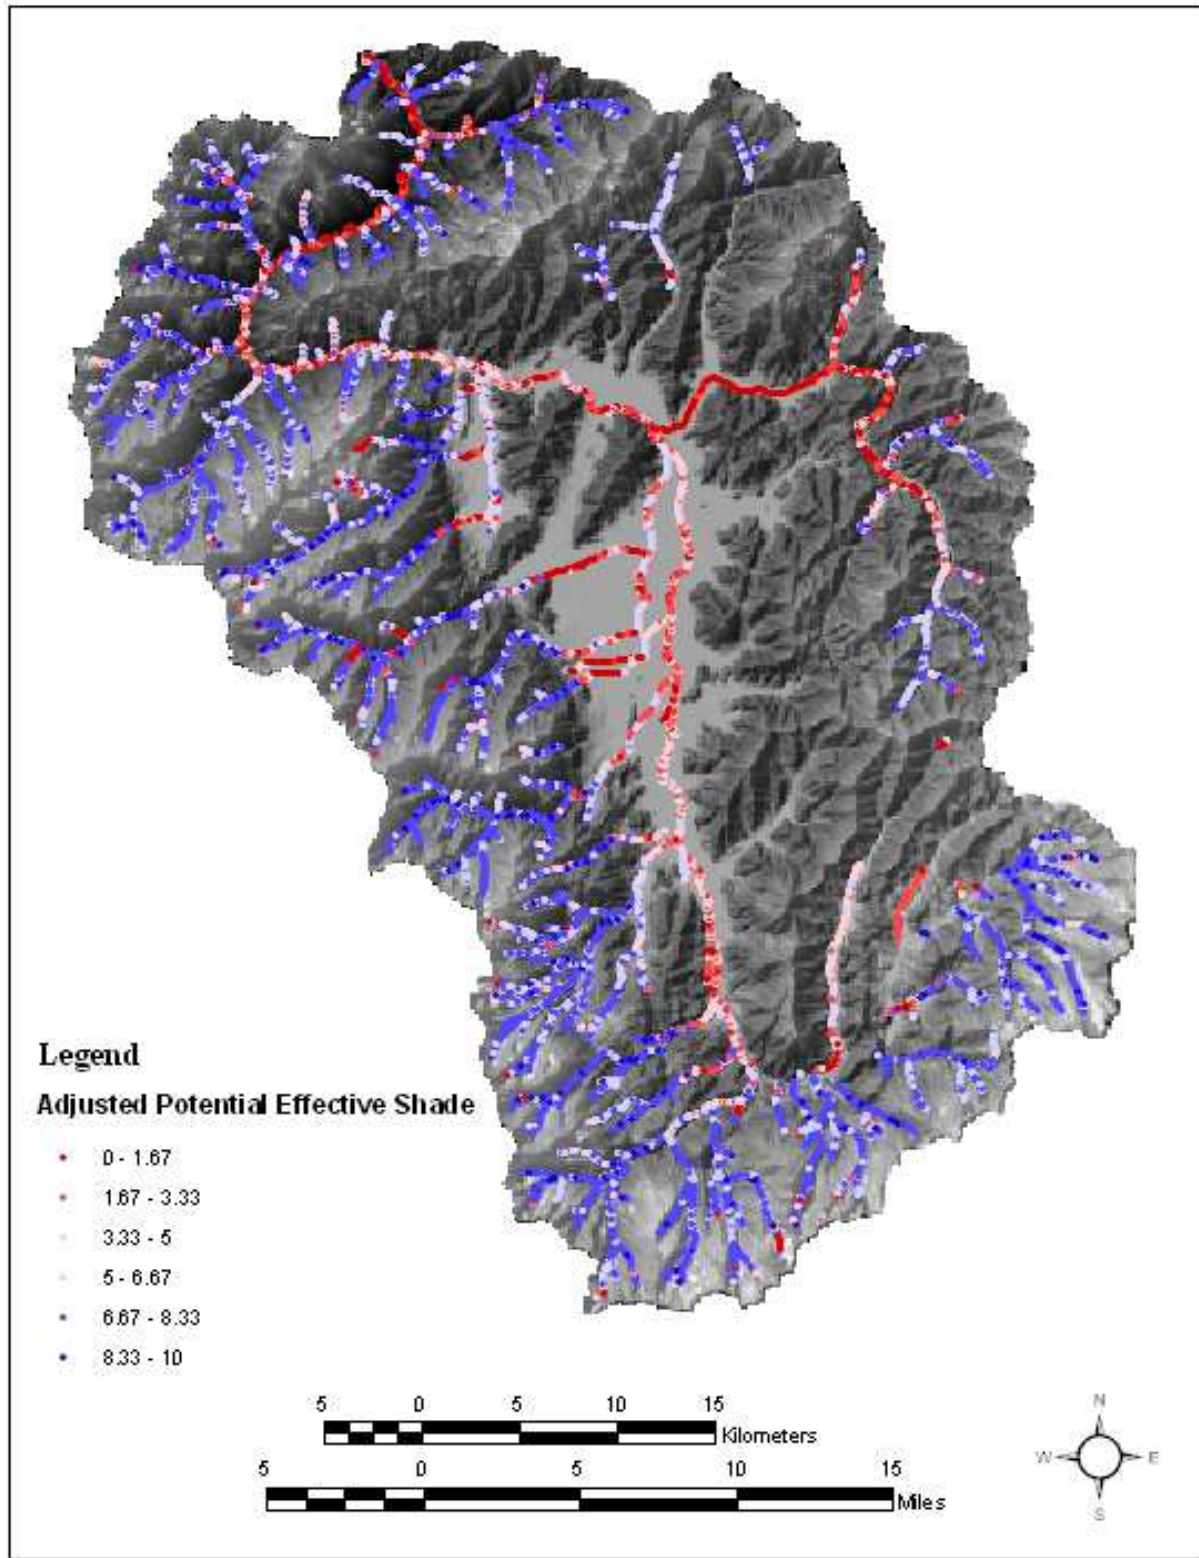 Legend
Adjusted Potential Effective Shade
0 - 1.67
1.67 - 3.33
3.33 - 5
5 - 6.67
6.67 - 8.33
8.33 - 10
5 0 5 10 15
Kilometers
5 0 5 10 15
Miles
N
W E
S